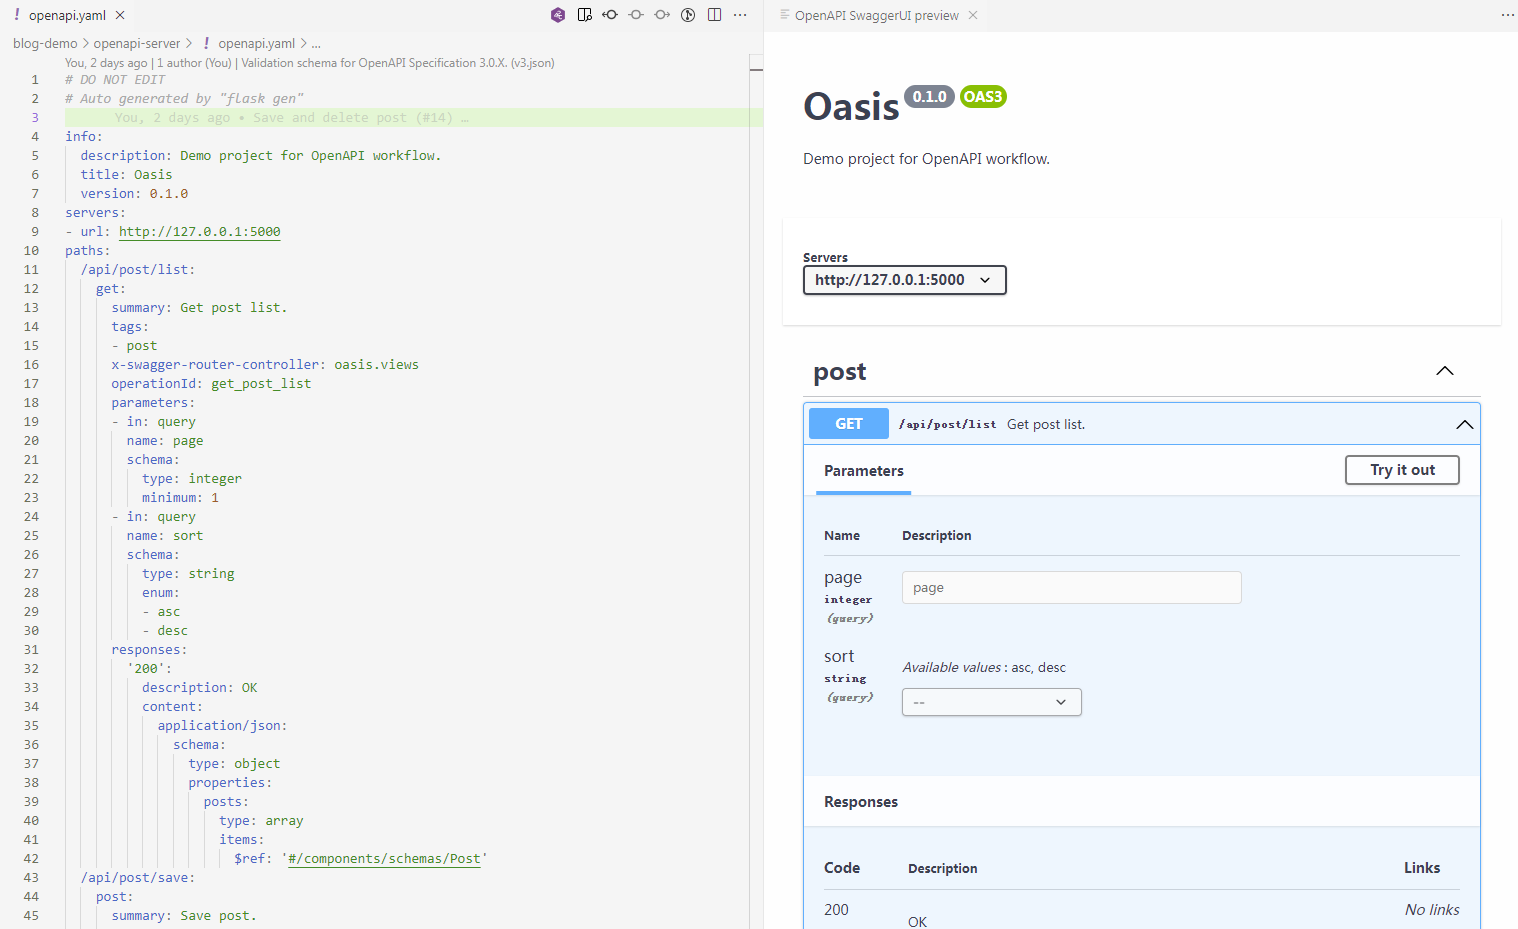 ! openapi.yaml ×
blog-demo > openapi-server > ! openapi.yaml > ...
You, 2 days ago | 1 author (You) | Validation schema for OpenAPI Specification 3.0.X. (v3.json)
1 # DO NOT EDIT
2 # Auto generated by "flask gen"
3 You, 2 days ago • Save and delete post (#14) …
4 info:
5 description: Demo project for OpenAPI workflow.
6 title: Oasis
7 version: 0.1.0
8 servers:
9 - url: http://127.0.0.1:5000
10 paths:
11 /api/post/list:
12 get:
13 summary: Get post list.
14 tags:
15 - post
16 x-swagger-router-controller: oasis.views
17 operationId: get_post_list
18 parameters:
19 - in: query
20 name: page
21 schema:
22 type: integer
23 minimum: 1
24 - in: query
25 name: sort
26 schema:
27 type: string
28 enum:
29 - asc
30 - desc
31 responses:
32 '200':
33 description: OK
34 content:
35 application/json:
36 schema:
37 type: object
38 properties:
39 posts:
40 type: array
41 items:
42 $ref: '#/components/schemas/Post'
43 /api/post/save:
44 post:
45 summary: Save post.
OpenAPI SwaggerUI preview ×
Oasis 0.1.0 OAS3
Demo project for OpenAPI workflow.
Servers
http://127.0.0.1:5000
post
GET /api/post/list Get post list.
Parameters Try it out
Name Description
page page
integer
(query)
sort Available values : asc, desc
string
(query) --
Responses
Code Description Links
200 OK No links